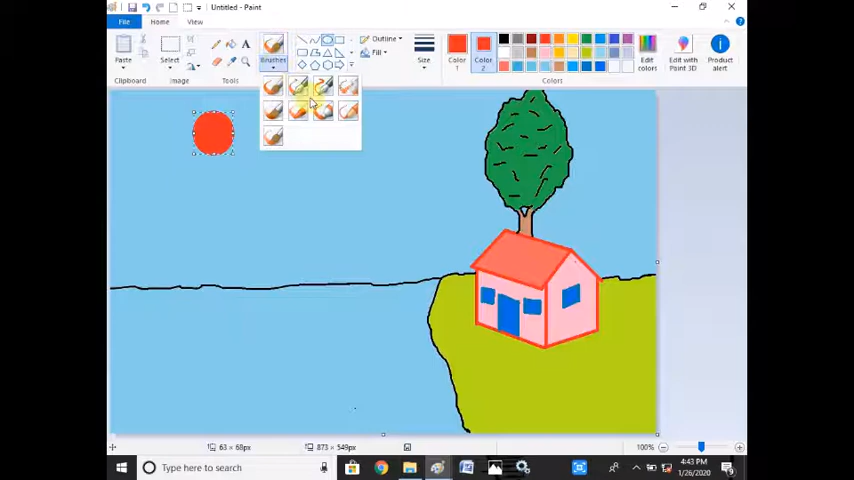 Untitled - Paint
File
Home
View
Paste
Select
Brushes
Outline
Fill
Size
Color 1
Color 2
Edit colors
Edit with Paint 3D
Product alert
Clipboard
Image
Tools
Colors
A
63 × 68px
873 × 549px
100%
Type here to search
4:43 PM
1/26/2020